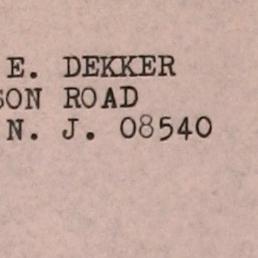 E. DEKKER
SON ROAD
N. J. 08540